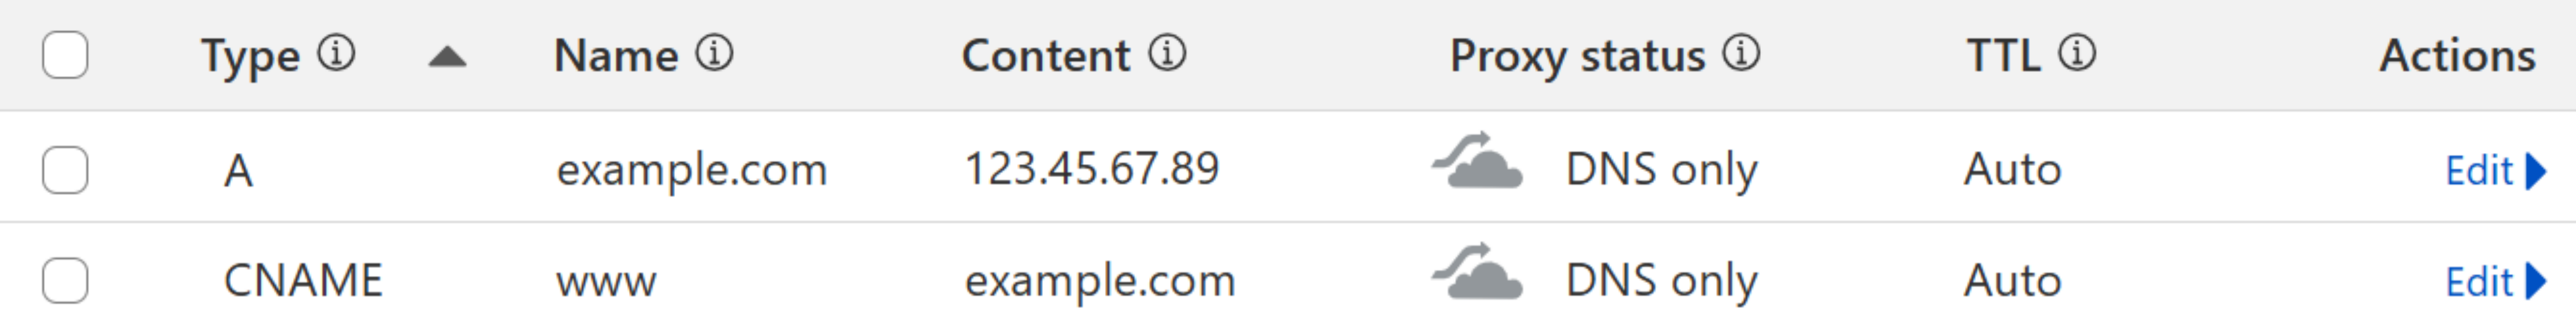 Type Name Content Proxy status TTL Actions
A example.com 123.45.67.89 DNS only Auto Edit
CNAME www example.com DNS only Auto Edit